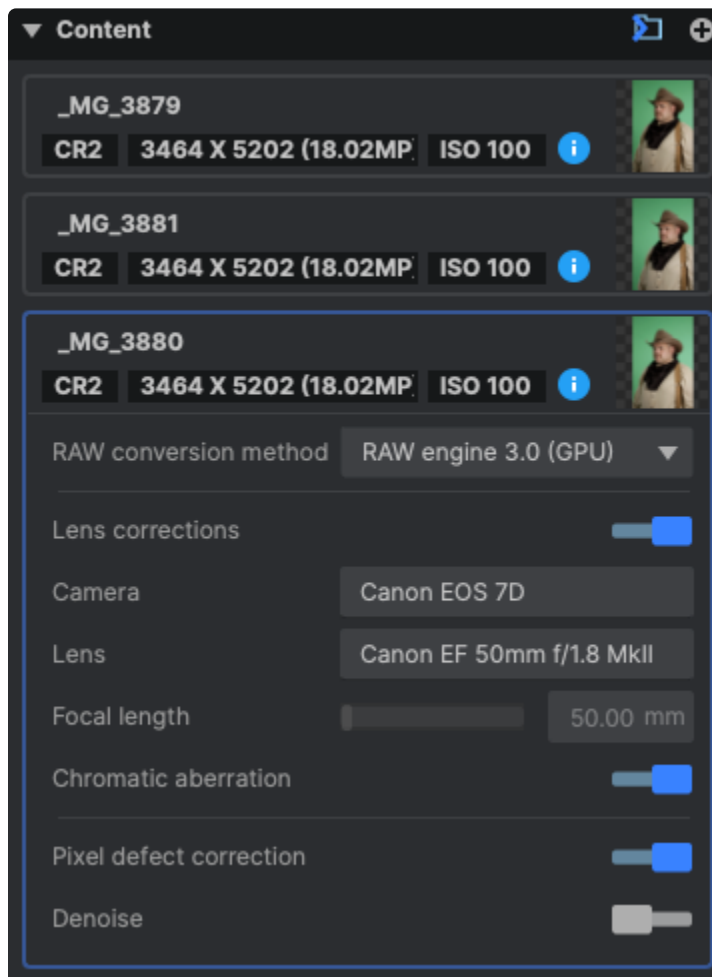 Content
_MG_3879
CR2 3464 X 5202 (18.02MP) ISO 100
_MG_3881
CR2 3464 X 5202 (18.02MP) ISO 100
_MG_3880
CR2 3464 X 5202 (18.02MP) ISO 100
RAW conversion method RAW engine 3.0 (GPU)
Lens corrections
Camera Canon EOS 7D
Lens Canon EF 50mm f/1.8 MkII
Focal length 50.00 mm
Chromatic aberration
Pixel defect correction
Denoise